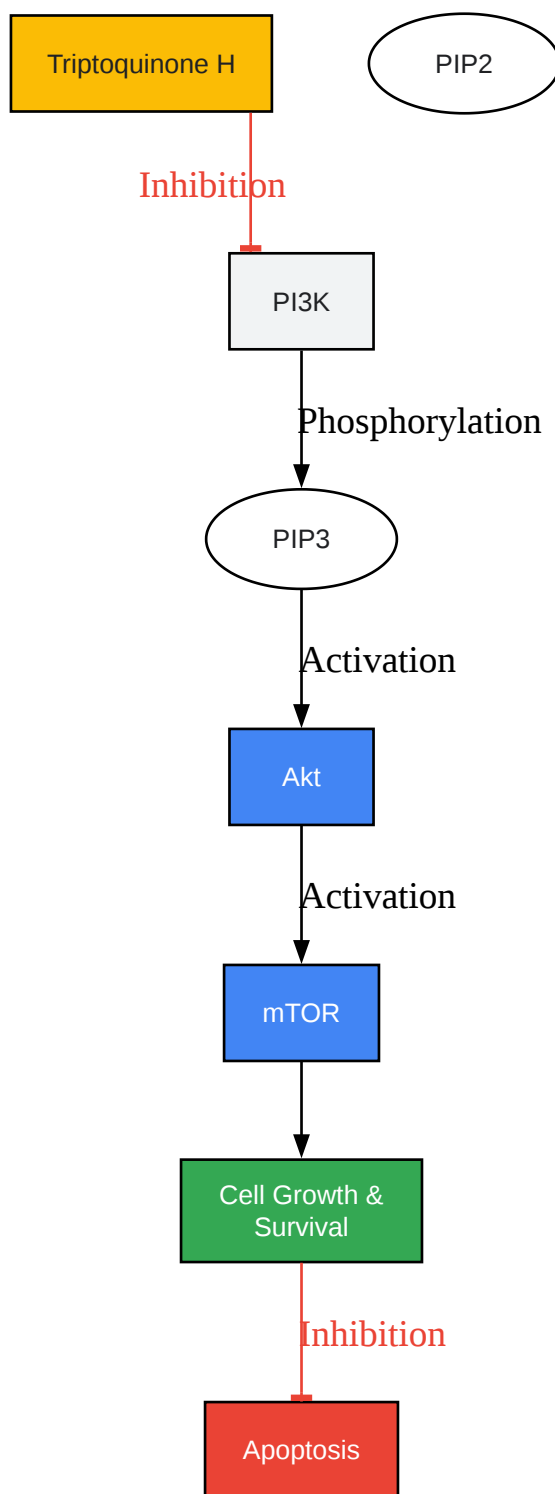 Triptoquinone H
PIP2
Inhibition
PI3K
Phosphorylation
PIP3
Activation
Akt
Activation
mTOR
Cell Growth &
Survival
Inhibition
Apoptosis